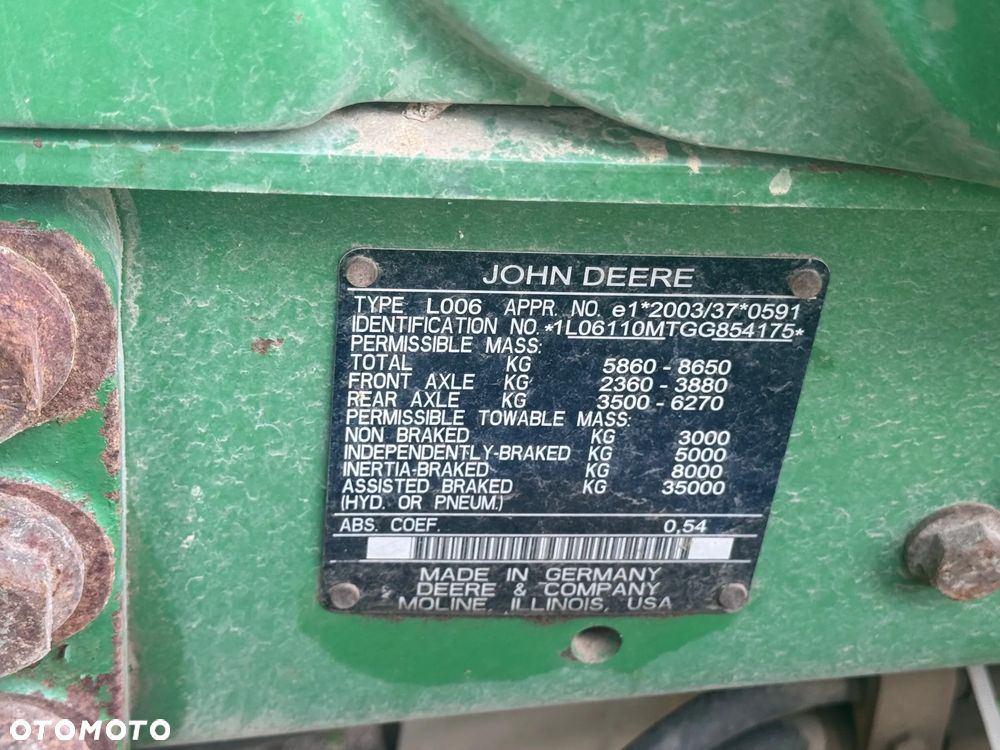 JOHN DEERE
TYPE L006 APPR. NO. e1*2003/37*0591
IDENTIFICATION NO. *1L06110MTGG854175*
PERMISSIBLE MASS:
TOTAL KG 5860 - 8650
FRONT AXLE KG 2360 - 3880
REAR AXLE KG 3500 - 6270
PERMISSIBLE TOWABLE MASS:
NON BRAKED KG 3000
INDEPENDENTLY-BRAKED KG 5000
INERTIA-BRAKED KG 8000
ASSISTED BRAKED KG 35000
(HYD. OR PNEUM.)
ABS. COEF. 0,54
MADE IN GERMANY
DEERE & COMPANY
MOLINE, ILLINOIS, USA
OTOMOTO